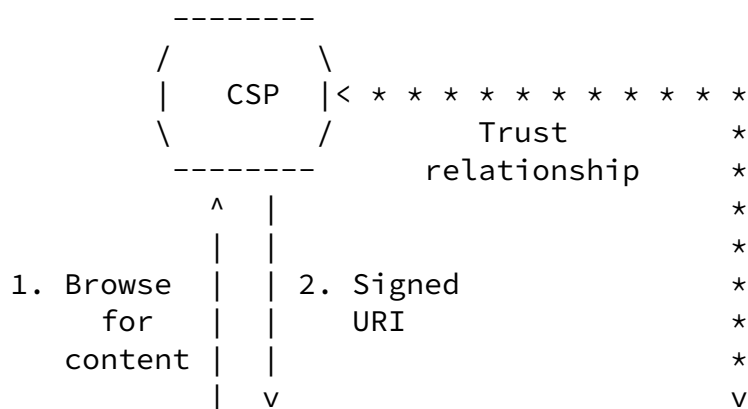 CSP
Trust
relationship
1. Browse 2. Signed
for URI
content